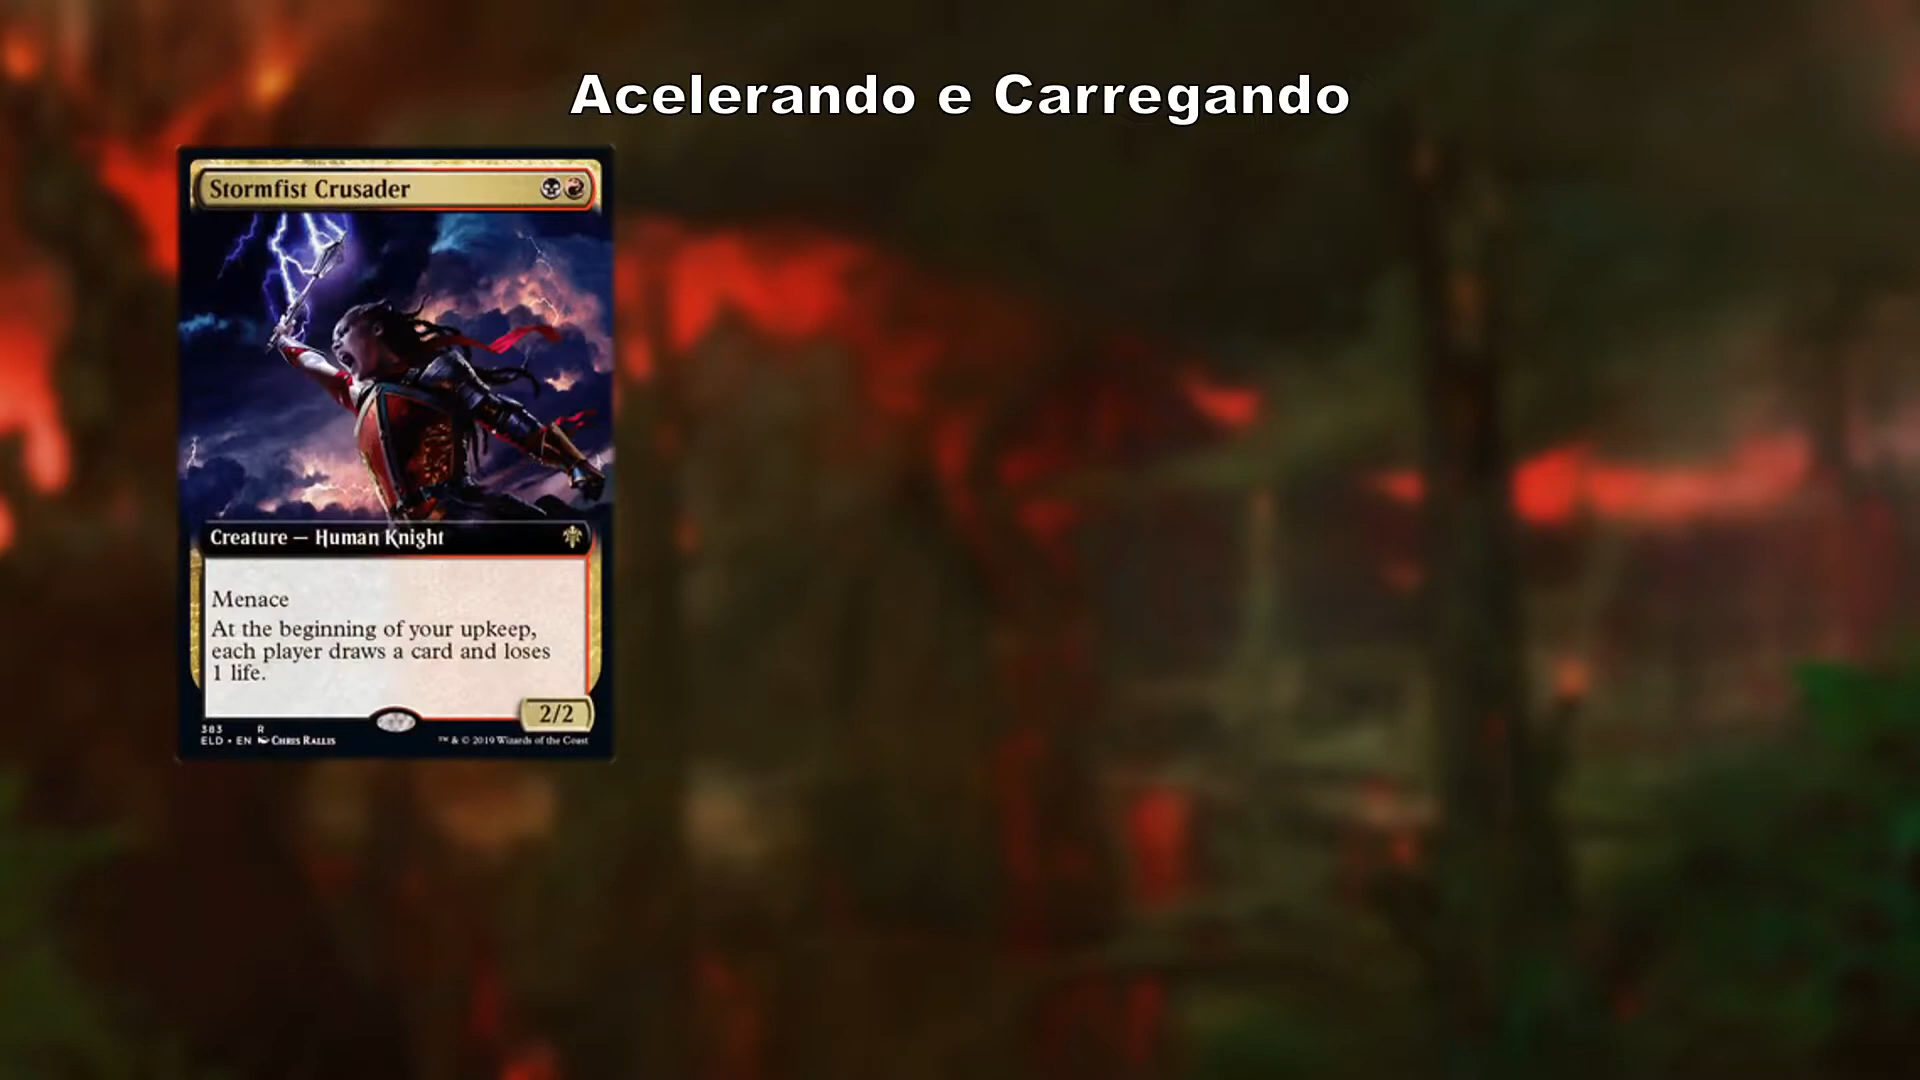 Acelerando e Carregando
Stormfist Crusader
Creature — Human Knight
Menace
At the beginning of your upkeep,
each player draws a card and loses
1 life.
2/2
383 R
ELD • EN Chris Rallis
™ & © 2019 Wizards of the Coast